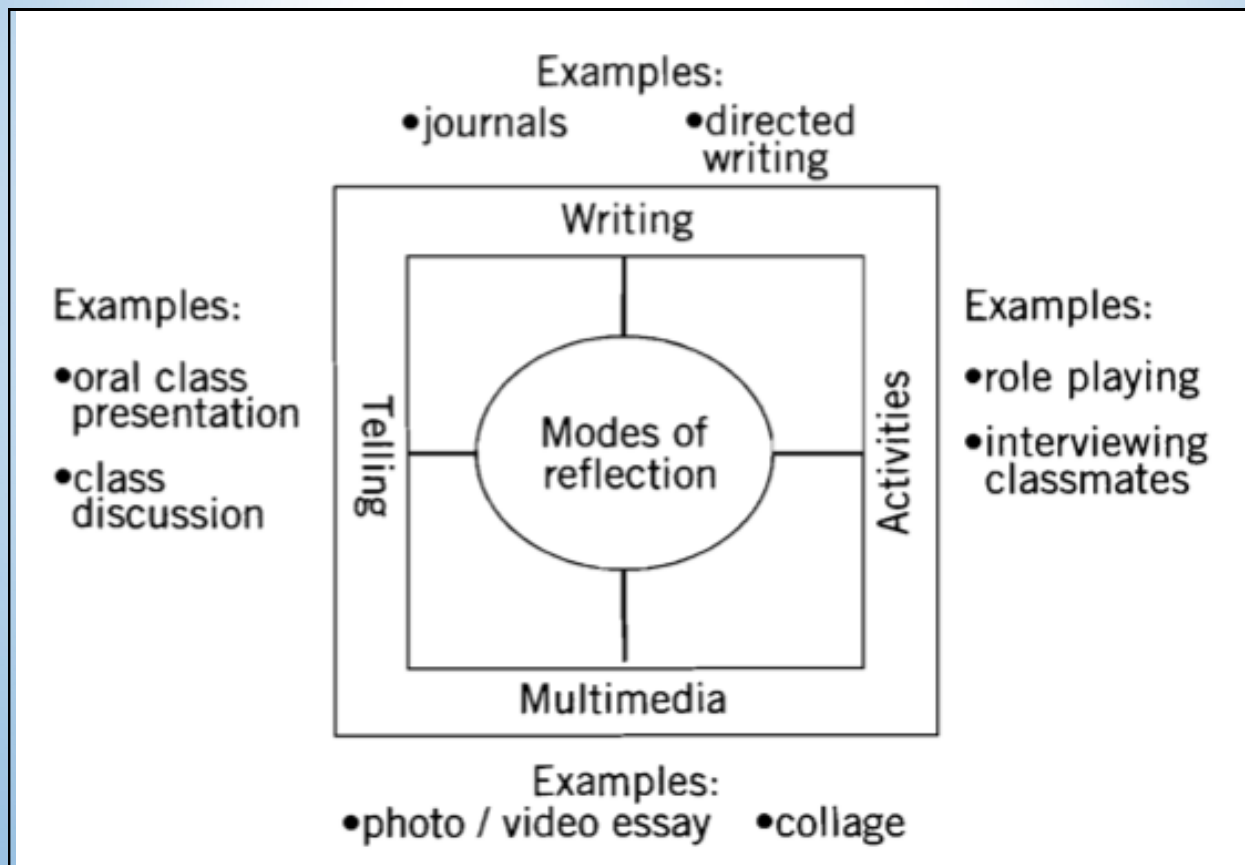 Examples:
•journals
•directed
writing
Writing
Examples:
•oral class
presentation
•class
discussion
Telling
Modes of
reflection
Activities
Examples:
•role playing
•interviewing
classmates
Multimedia
Examples:
•photo / video essay •collage